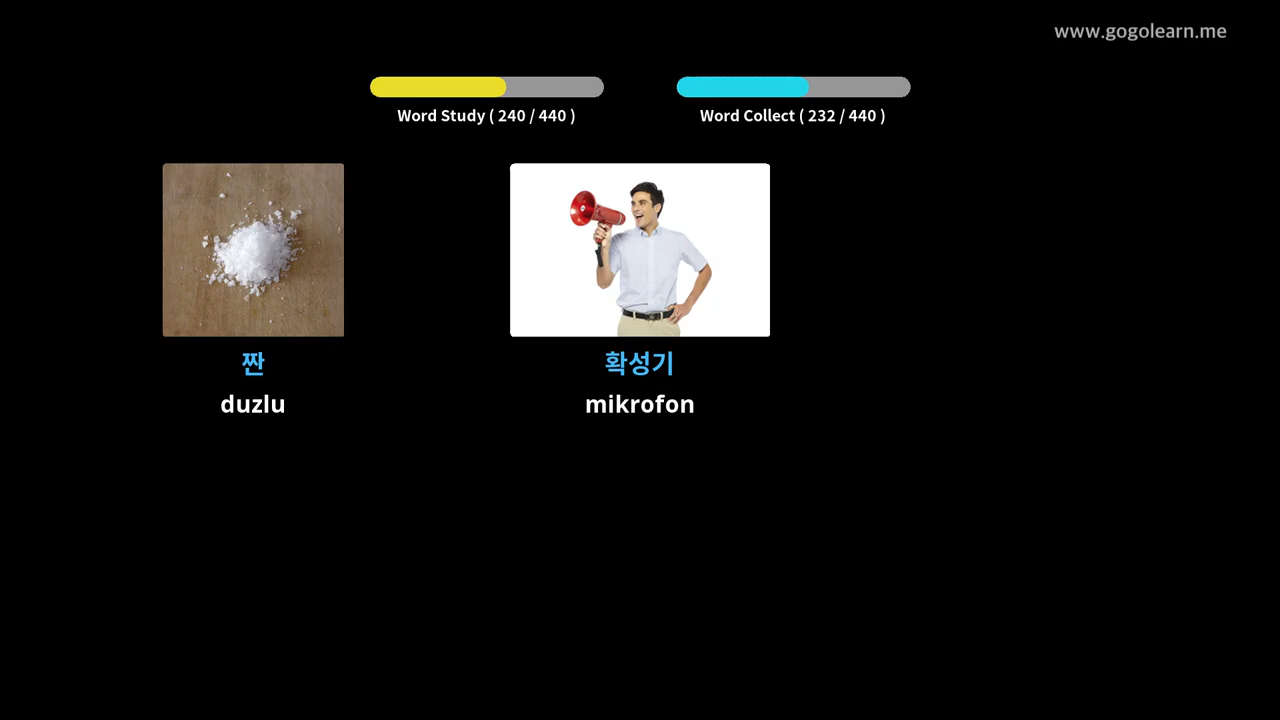 www.gogolearn.me
Word Study ( 240 / 440 )
Word Collect ( 232 / 440 )
짠
확성기
duzlu
mikrofon